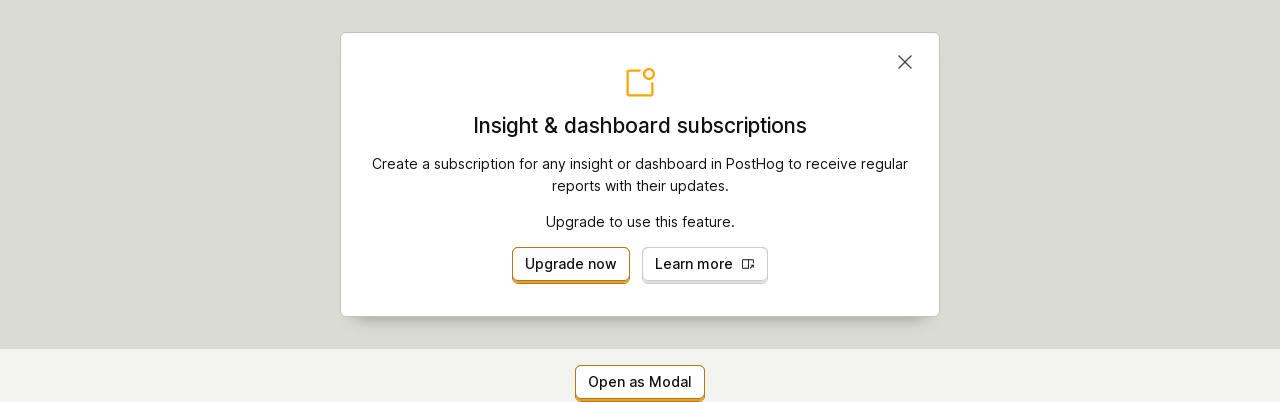 Insight & dashboard subscriptions
Create a subscription for any insight or dashboard in PostHog to receive regular
reports with their updates.
Upgrade to use this feature.
Upgrade now
Learn more
Open as Modal